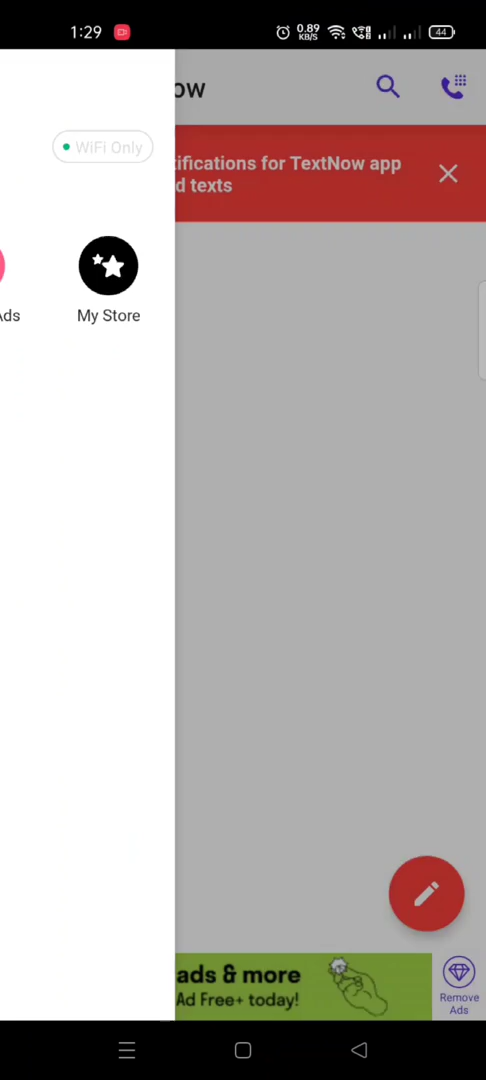 1:29
0.89
KB/S
44
ow
WiFi Only
ifications for TextNow app
d texts
Ads
My Store
ads & more
Ad Free+ today!
Remove
Ads